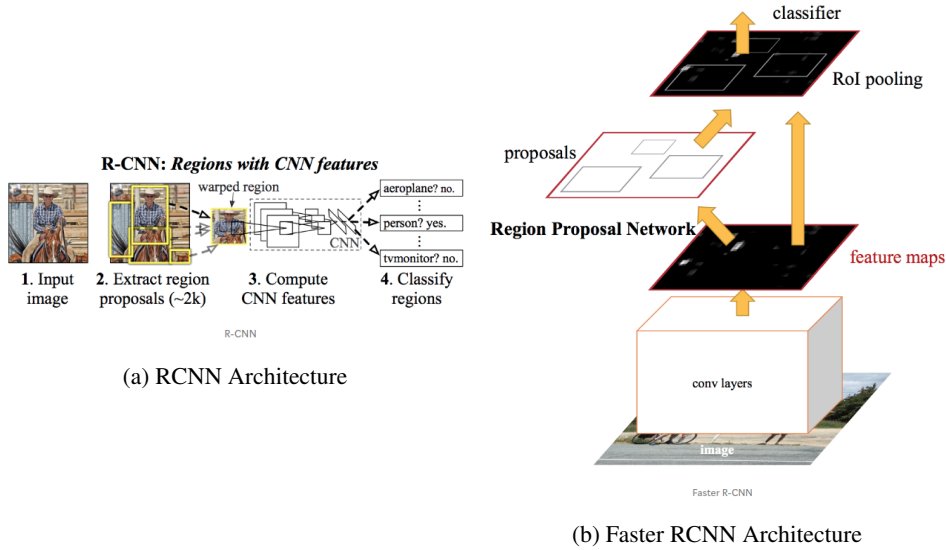 R-CNN: Regions with CNN features
warped region
aeroplane? no.
person? yes.
tvmonitor? no.
CNN
1. Input
image
2. Extract region
proposals (~2k)
3. Compute
CNN features
4. Classify
regions
R-CNN
(a) RCNN Architecture
classifier
RoI pooling
proposals
Region Proposal Network
feature maps
conv layers
image
Faster R-CNN
(b) Faster RCNN Architecture